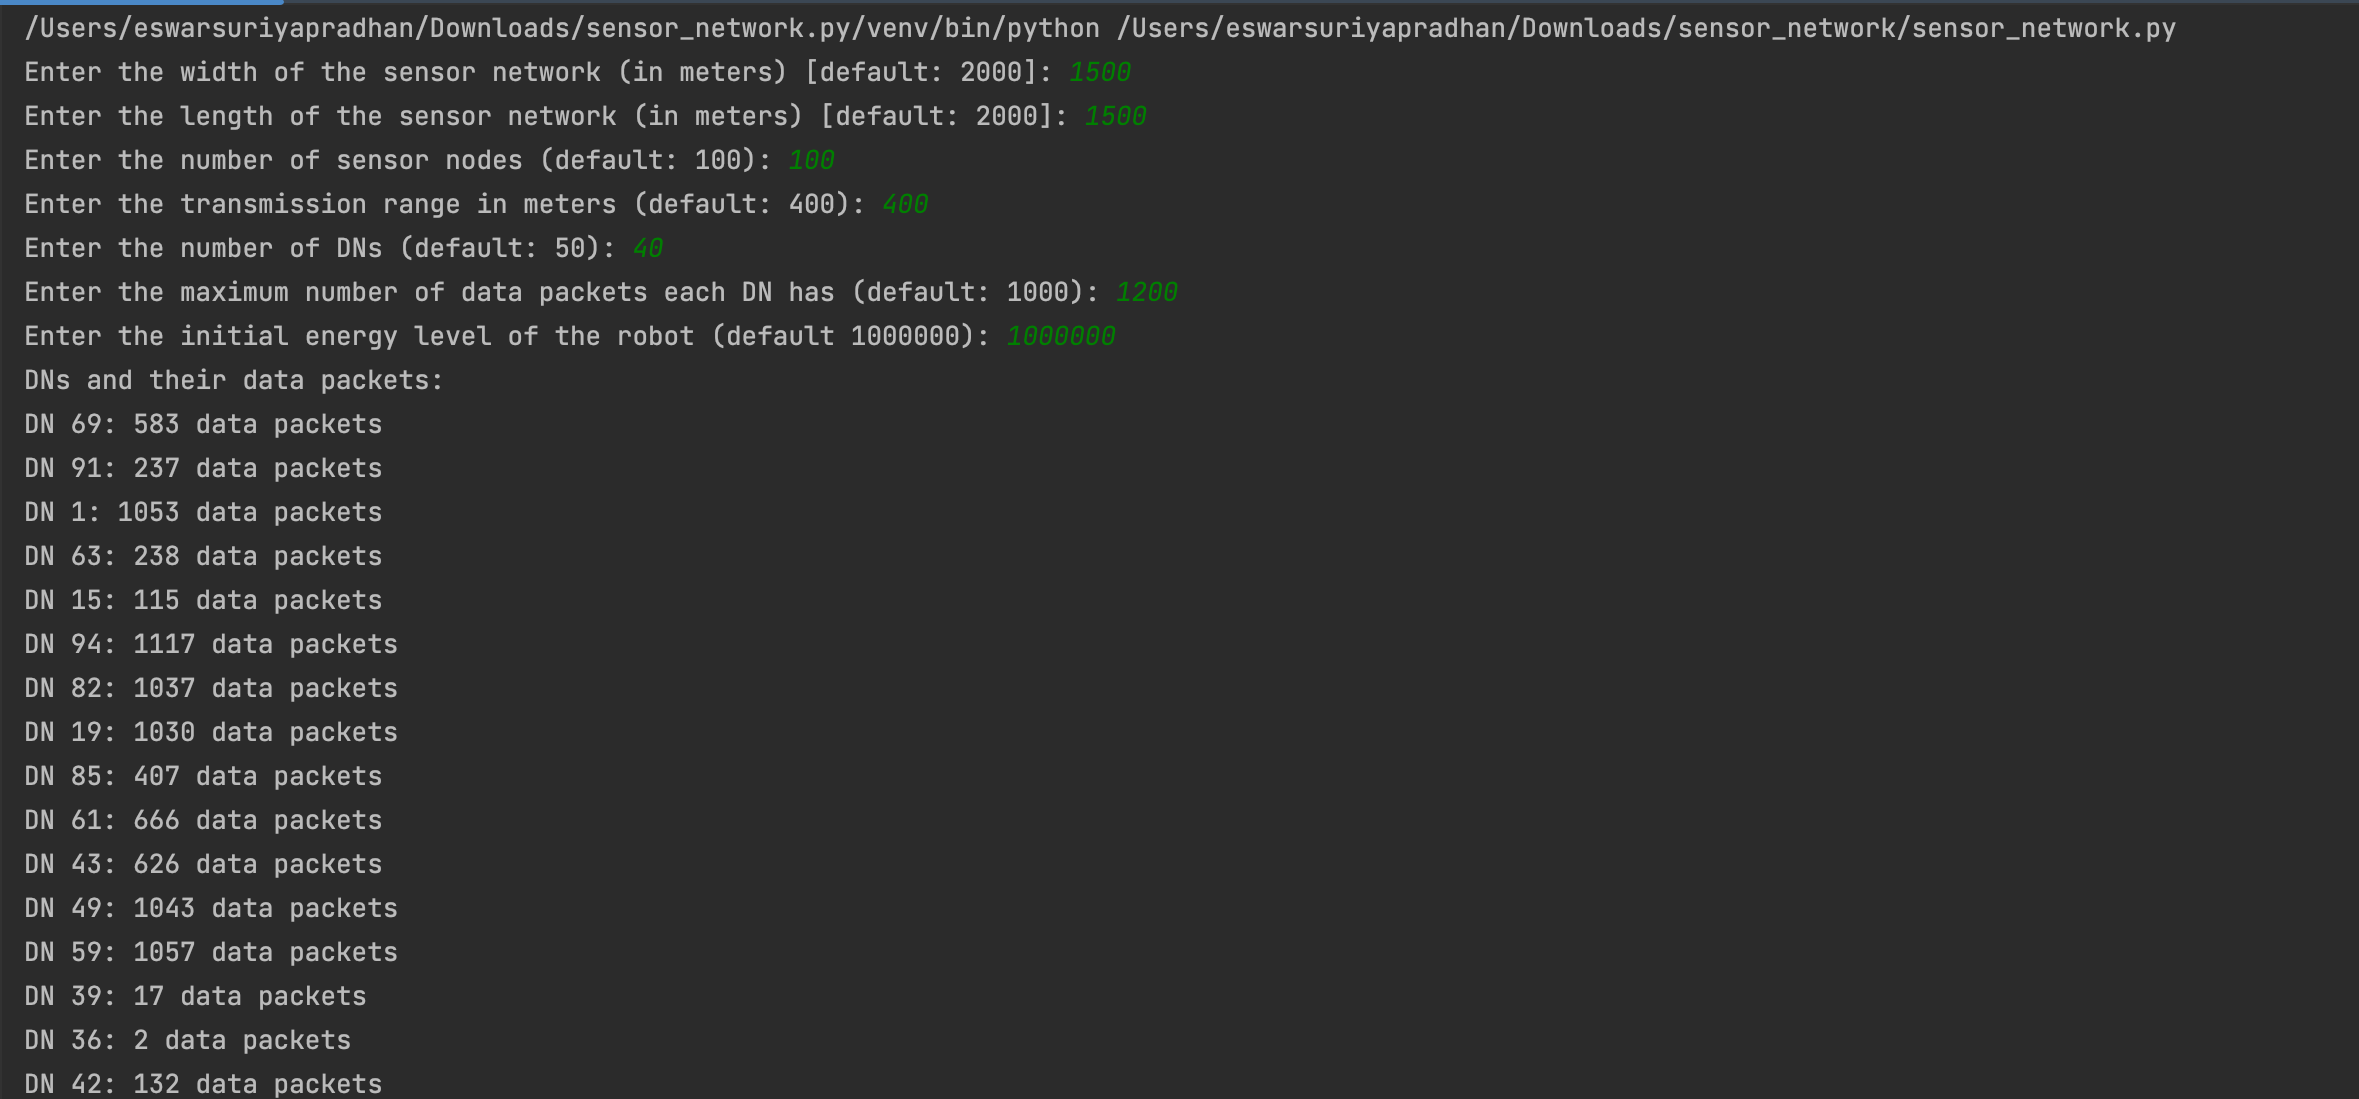 /Users/eswarsuriyapradhan/Downloads/sensor_network.py/venv/bin/python /Users/eswarsuriyapradhan/Downloads/sensor_network/sensor_network.py
Enter the width of the sensor network (in meters) [default: 2000]: 1500
Enter the length of the sensor network (in meters) [default: 2000]: 1500
Enter the number of sensor nodes (default: 100): 100
Enter the transmission range in meters (default: 400): 400
Enter the number of DNs (default: 50): 40
Enter the maximum number of data packets each DN has (default: 1000): 1200
Enter the initial energy level of the robot (default 1000000): 1000000
DNs and their data packets:
DN 69: 583 data packets
DN 91: 237 data packets
DN 1: 1053 data packets
DN 63: 238 data packets
DN 15: 115 data packets
DN 94: 1117 data packets
DN 82: 1037 data packets
DN 19: 1030 data packets
DN 85: 407 data packets
DN 61: 666 data packets
DN 43: 626 data packets
DN 49: 1043 data packets
DN 59: 1057 data packets
DN 39: 17 data packets
DN 36: 2 data packets
DN 42: 132 data packets